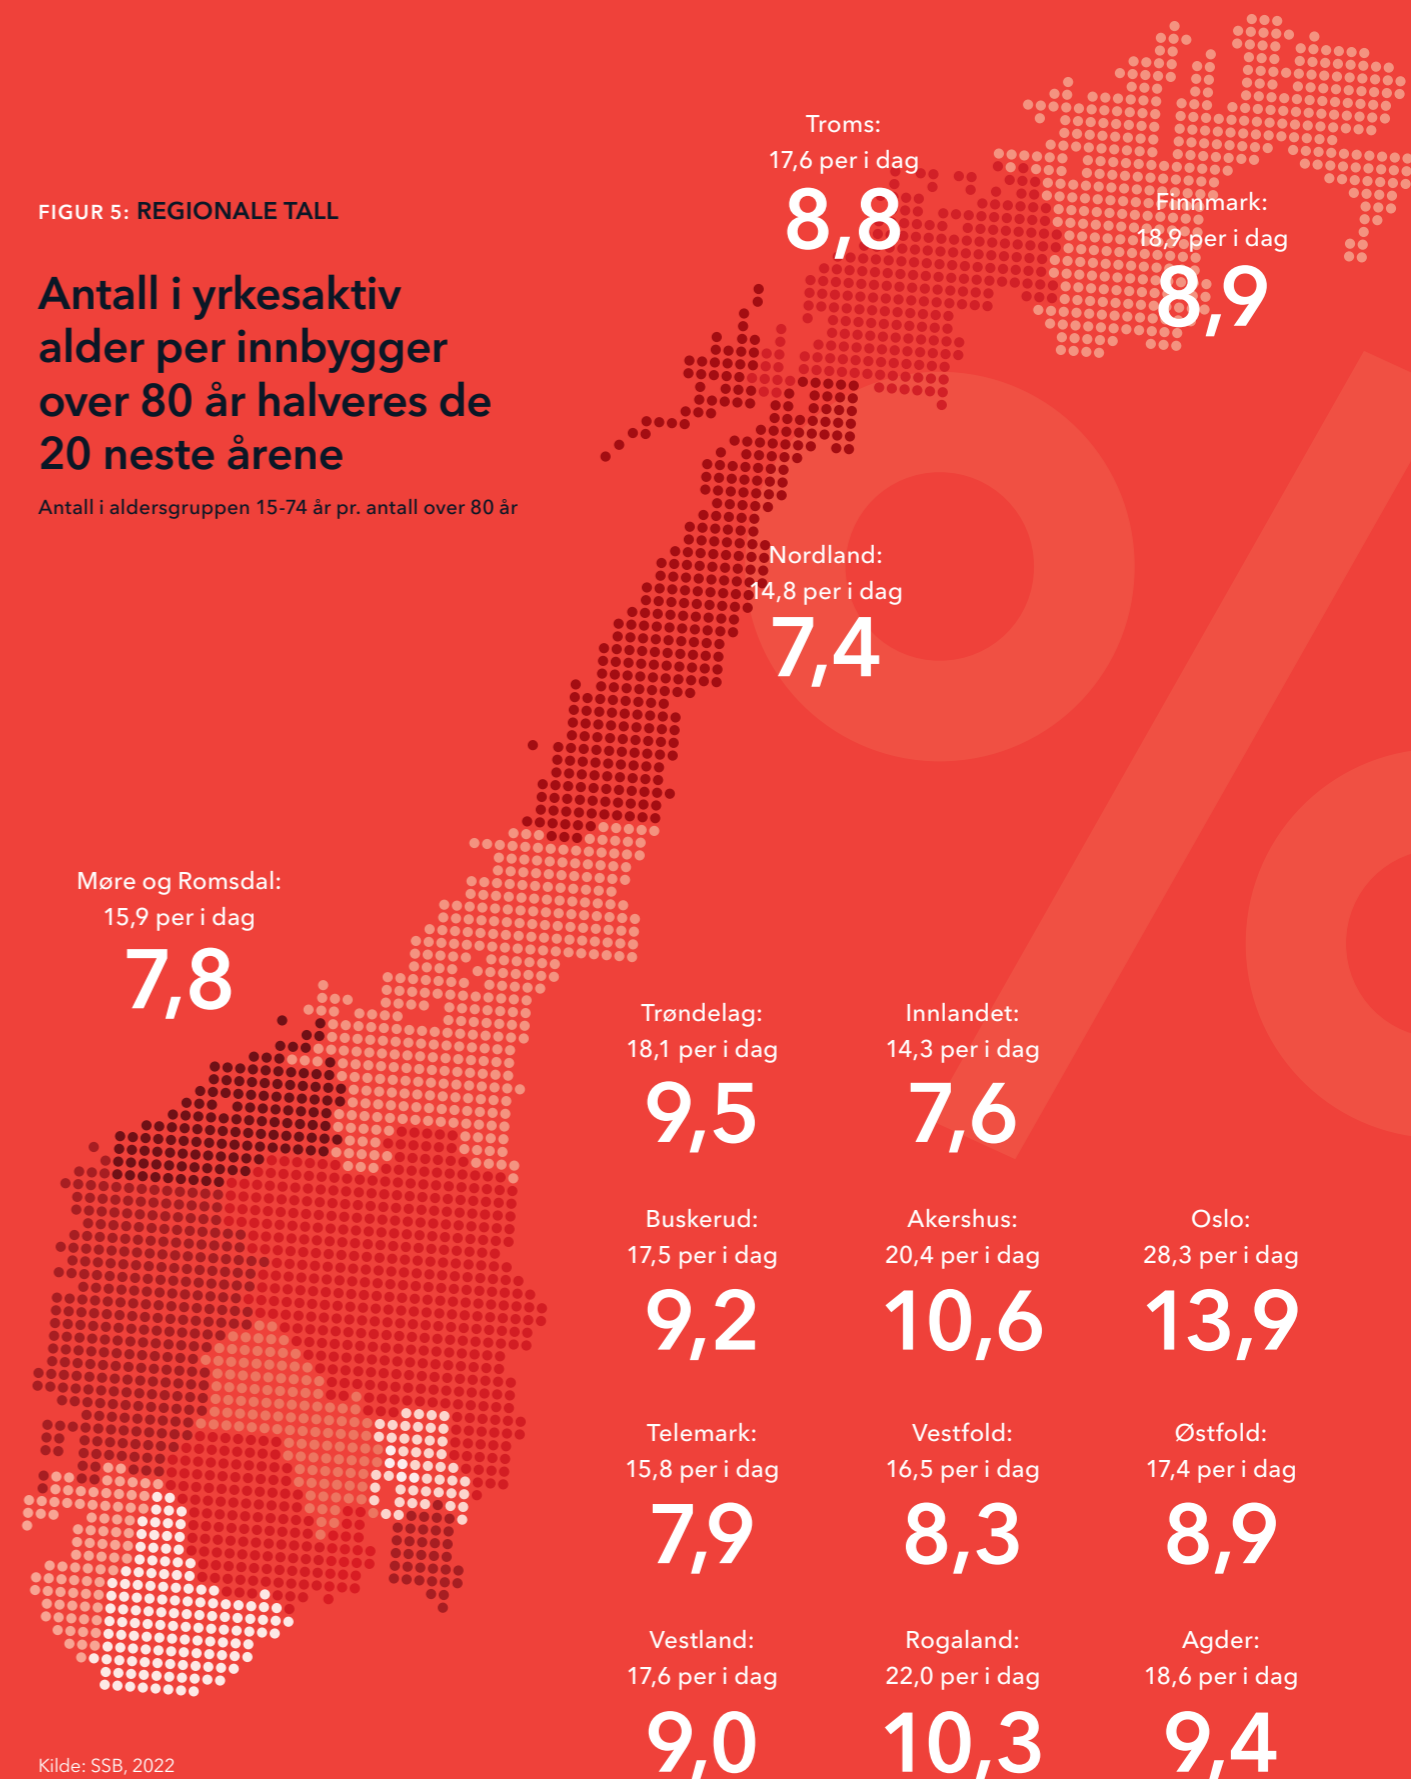 FIGUR 5: REGIONALE TALL
Antall i yrkesaktiv
alder per innbygger
over 80 år halveres de
20 neste årene
Antall i aldersgruppen 15-74 år pr. antall over 80 år
Troms:
17,6 per i dag
8,8
Finnmark:
18,9 per i dag
8,9
Nordland:
14,8 per i dag
7,4
Møre og Romsdal:
15,9 per i dag
7,8
Trøndelag:
18,1 per i dag
9,5
Innlandet:
14,3 per i dag
7,6
Buskerud:
17,5 per i dag
9,2
Akershus:
20,4 per i dag
10,6
Oslo:
28,3 per i dag
13,9
Telemark:
15,8 per i dag
7,9
Vestfold:
16,5 per i dag
8,3
Østfold:
17,4 per i dag
8,9
Vestland:
17,6 per i dag
9,0
Rogaland:
22,0 per i dag
10,3
Agder:
18,6 per i dag
9,4
%
Kilde: SSB, 2022